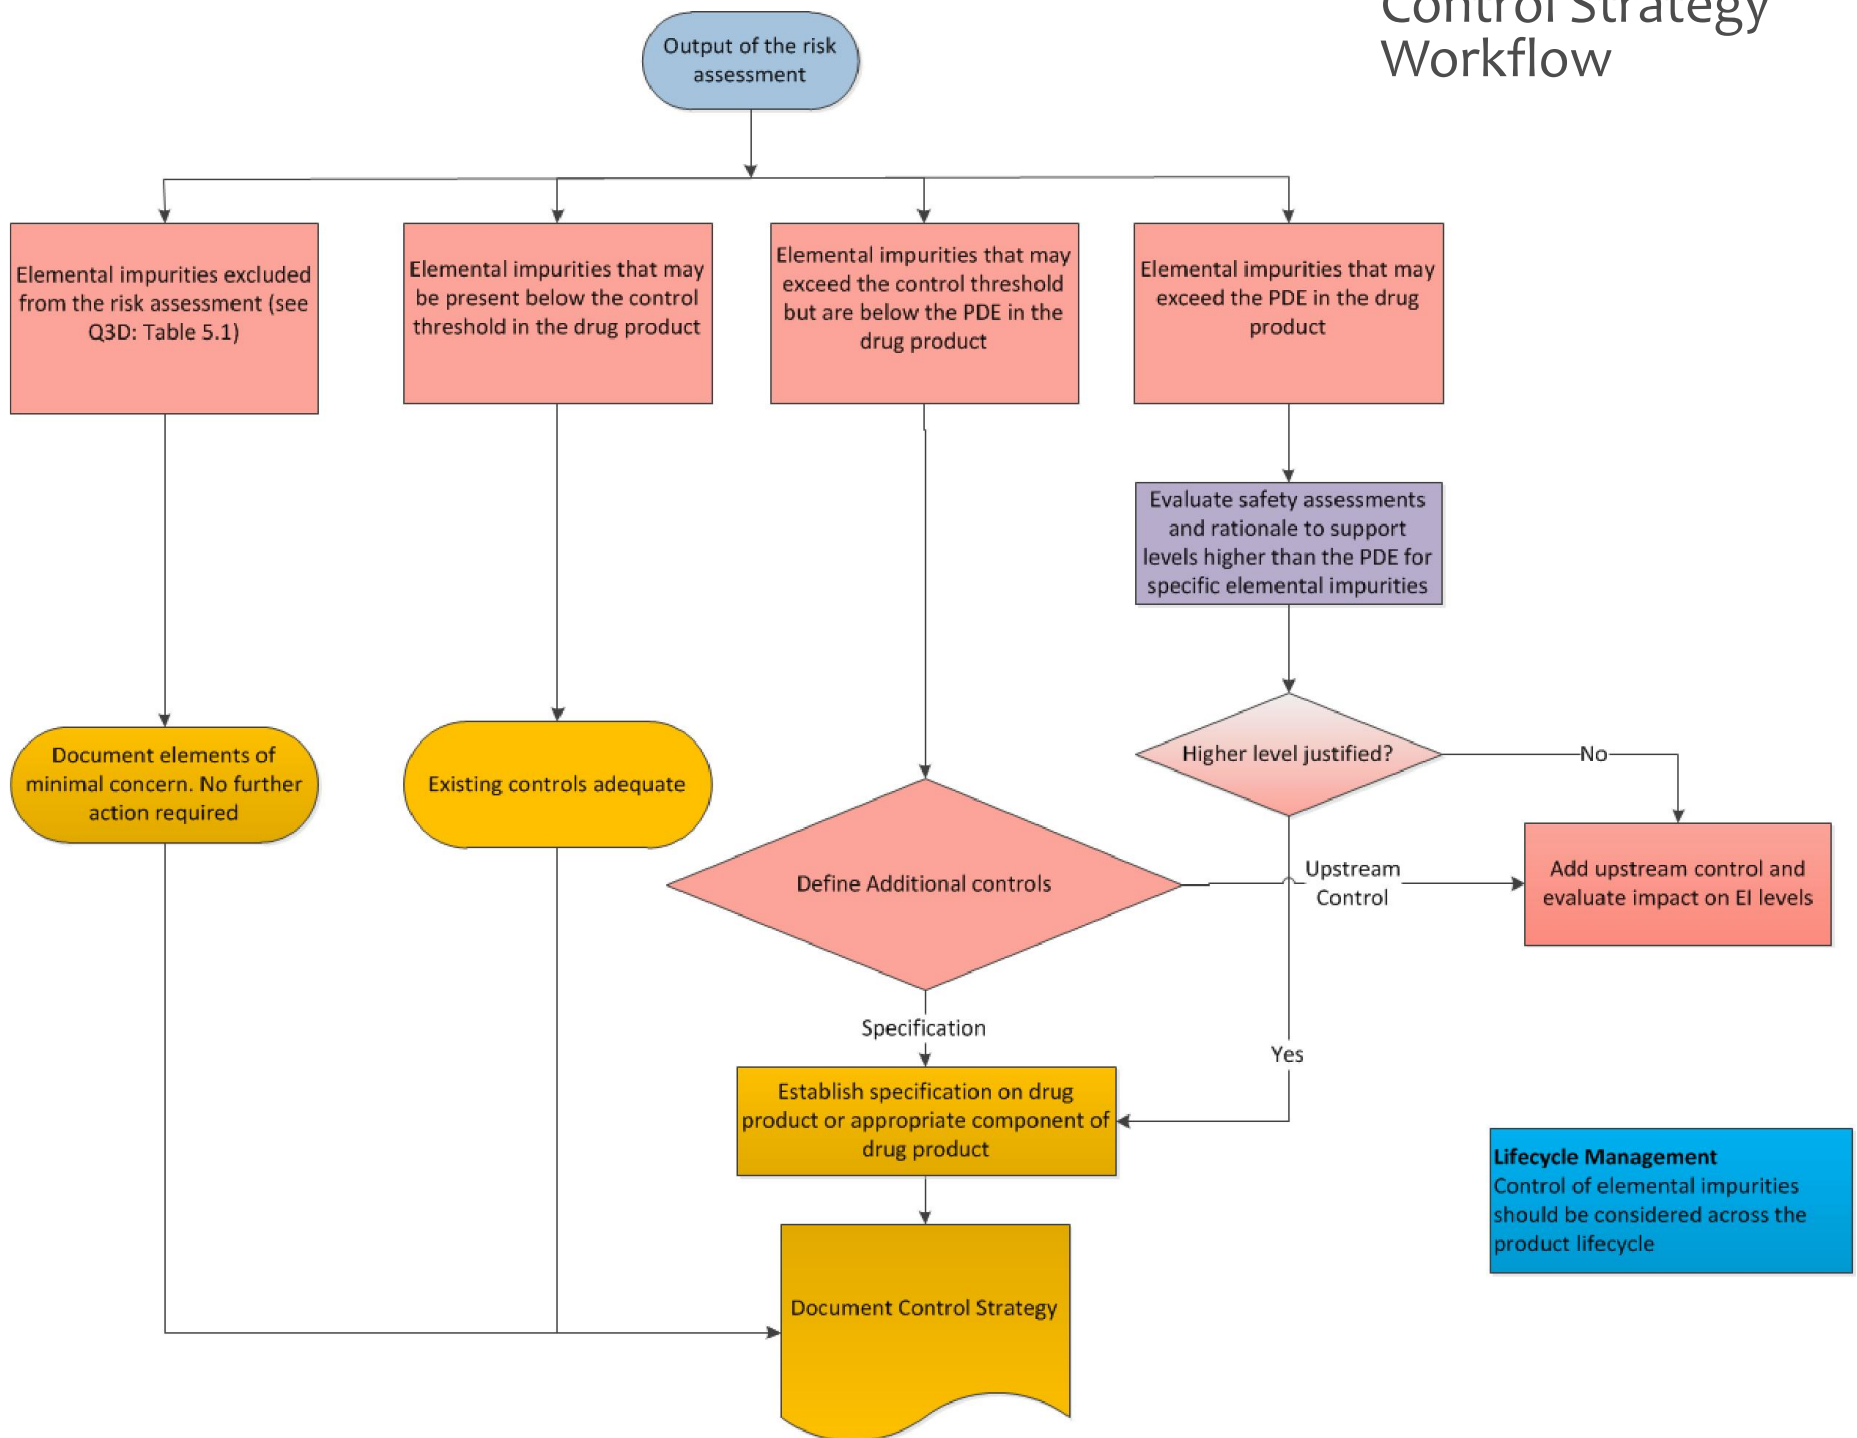 Control Strategy
Workflow
Output of the risk
assessment
Elemental impurities excluded
from the risk assessment (see
Q3D: Table 5.1)
Elemental impurities that may
be present below the control
threshold in the drug product
Elemental impurities that may
exceed the control threshold
but are below the PDE in the
drug product
Elemental impurities that may
exceed the PDE in the drug
product
Evaluate safety assessments
and rationale to support
levels higher than the PDE for
specific elemental impurities
Document elements of
minimal concern. No further
action required
Existing controls adequate
Higher level justified?
No
Define Additional controls
Upstream
Control
Add upstream control and
evaluate impact on EI levels
Specification
Yes
Establish specification on drug
product or appropriate component of
drug product
Lifecycle Management
Control of elemental impurities
should be considered across the
product lifecycle
Document Control Strategy